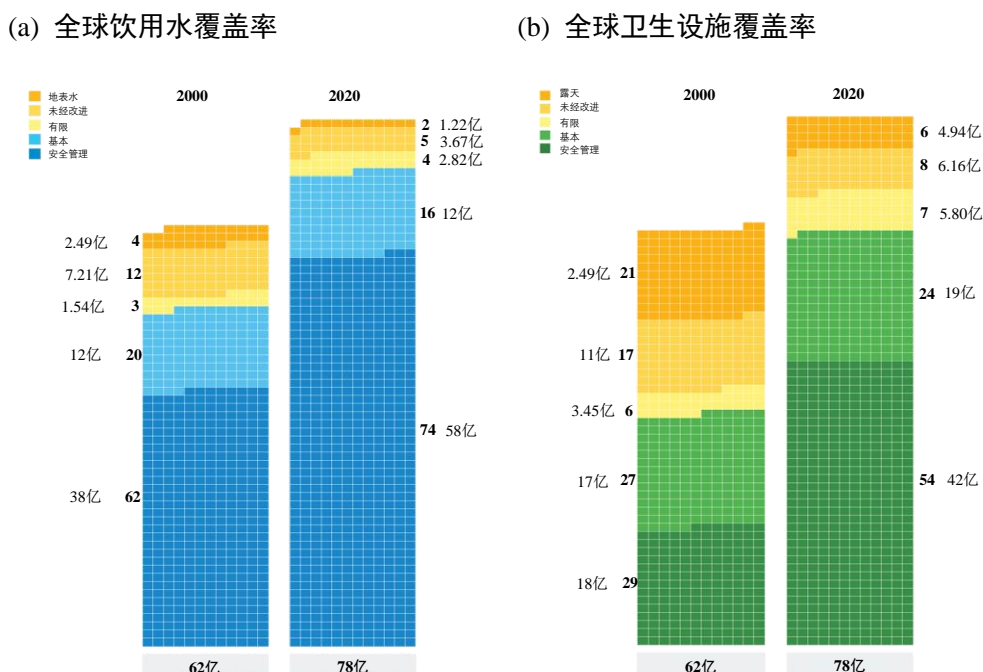 (a) 全球饮用水覆盖率
地表水
未经改进
有限
基本
安全管理
2000
2020
2.49亿 4
7.21亿 12
1.54亿 3
12亿 20
38亿 62
2 1.22亿
5 3.67亿
4 2.82亿
16 12亿
74 58亿
62亿
78亿
(b) 全球卫生设施覆盖率
露天
未经改进
有限
基本
安全管理
2000
2020
2.49亿 21
11亿 17
3.45亿 6
17亿 27
18亿 29
6 4.94亿
8 6.16亿
7 5.80亿
24 19亿
54 42亿
62亿
78亿